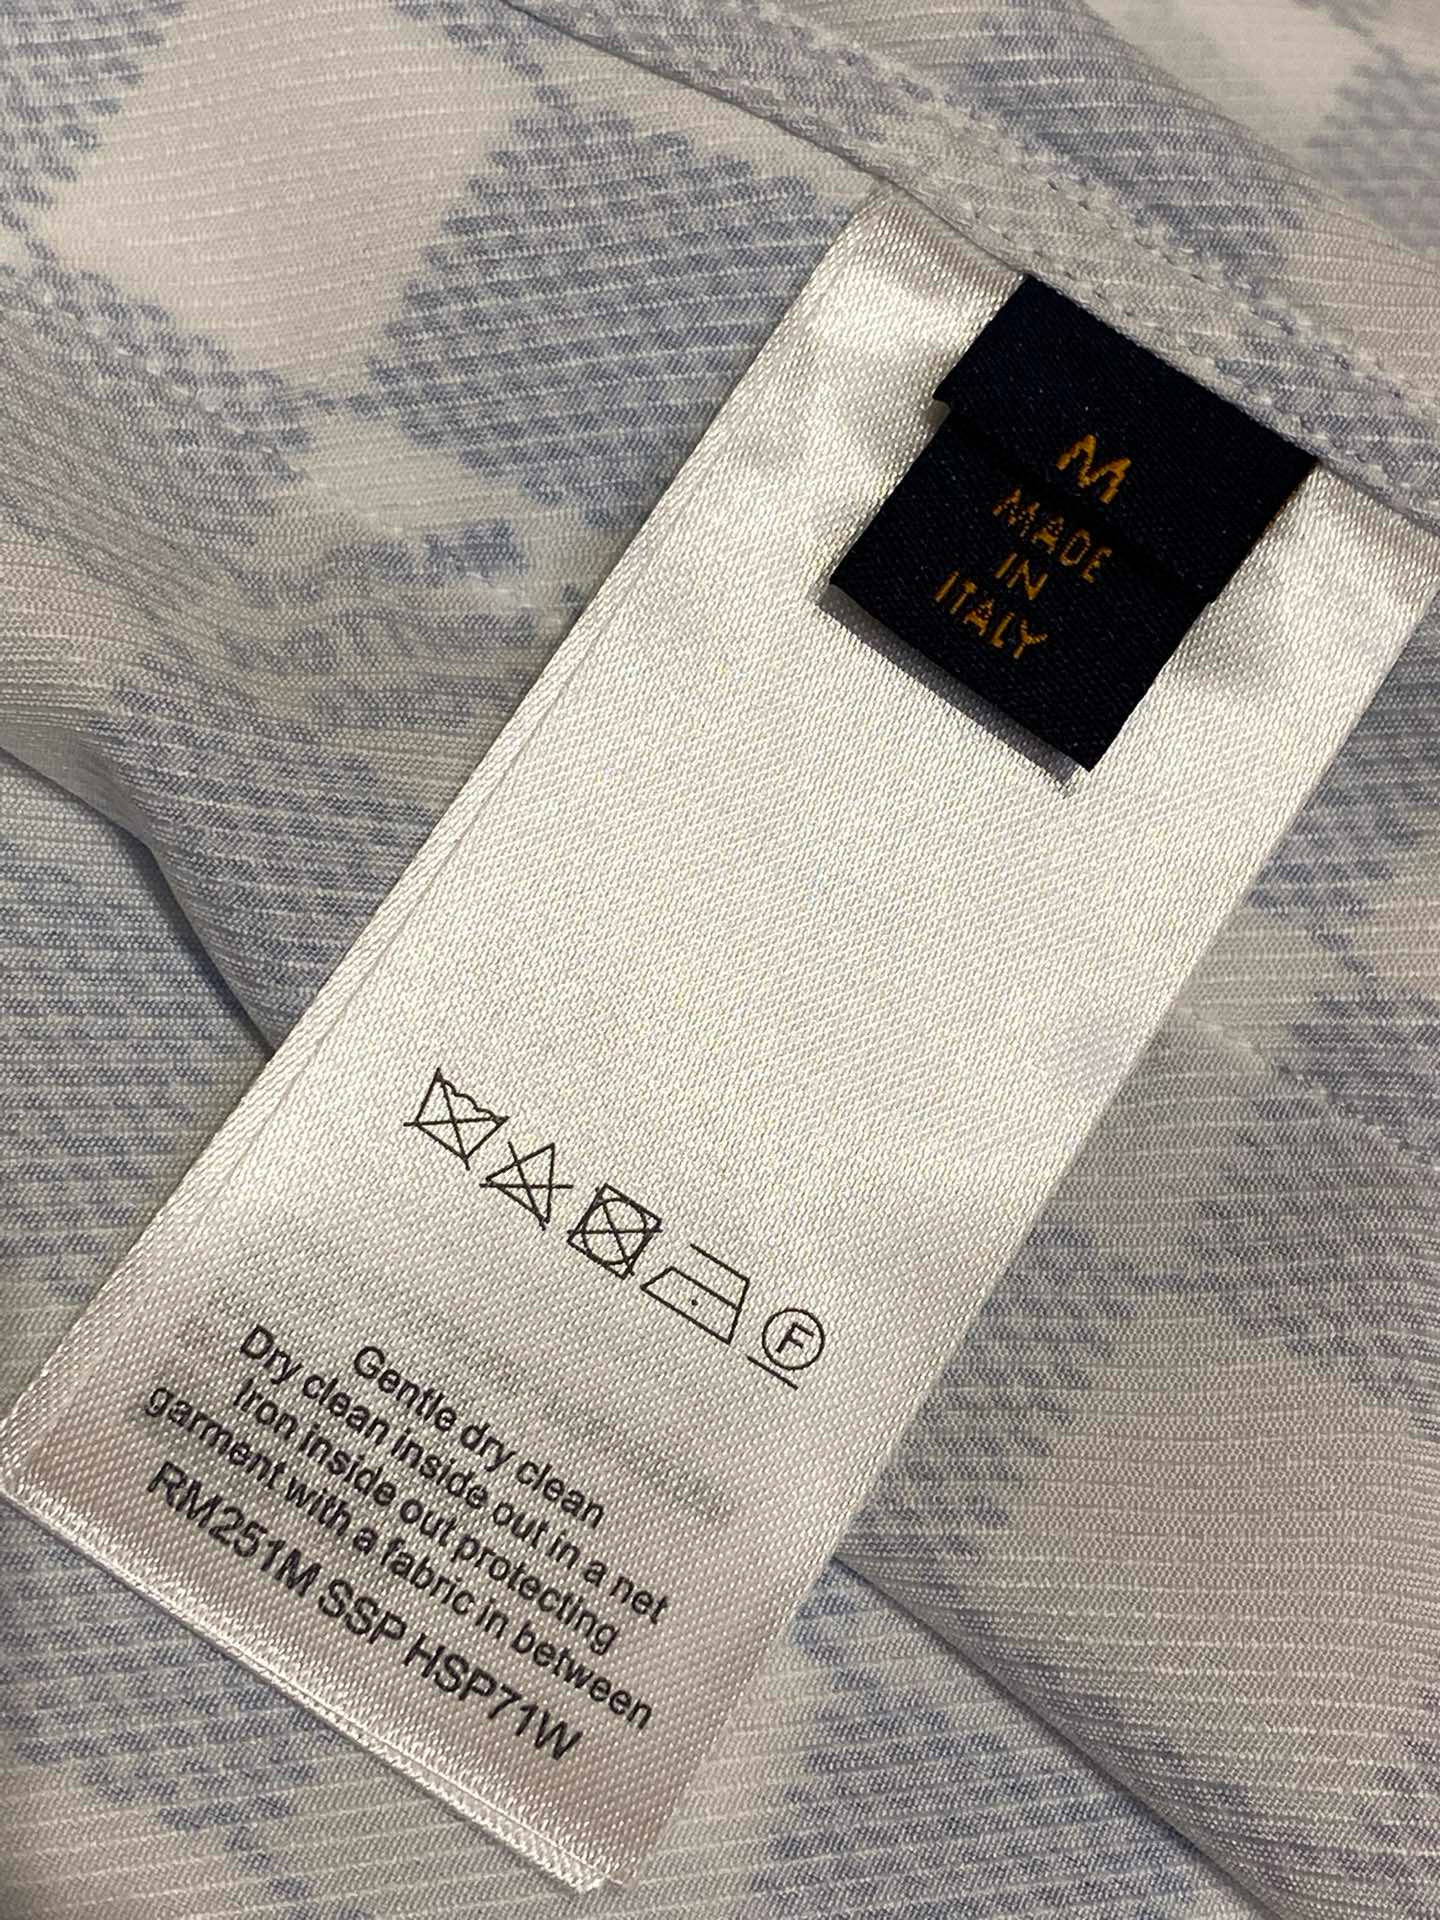 M
MADE
IN
ITALY
F
Gentle dry clean
Dry clean inside out in a net
Iron inside out protecting
garment with a fabric in between
RM251M SSP HSP71W